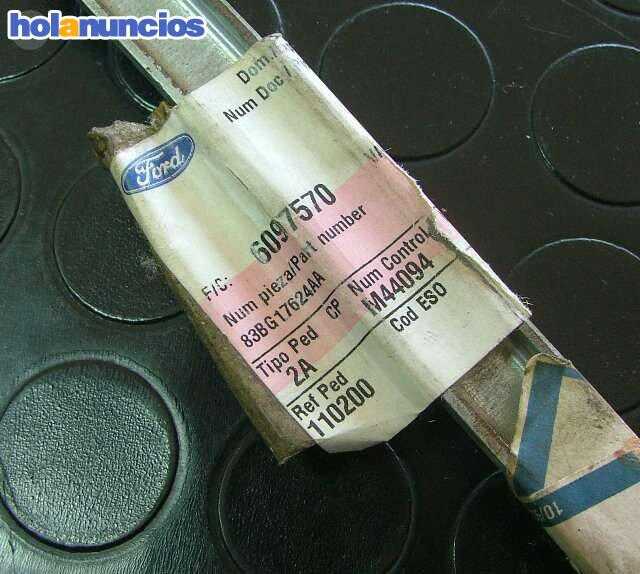 holanuncios
Dom.
Num Doc /
Ford
F/C: 6097570
Num pieza/Part number
83BG17624AA
Tipo Ped CP Num Control
2A M44094
Ref Ped Cod ESO
110200